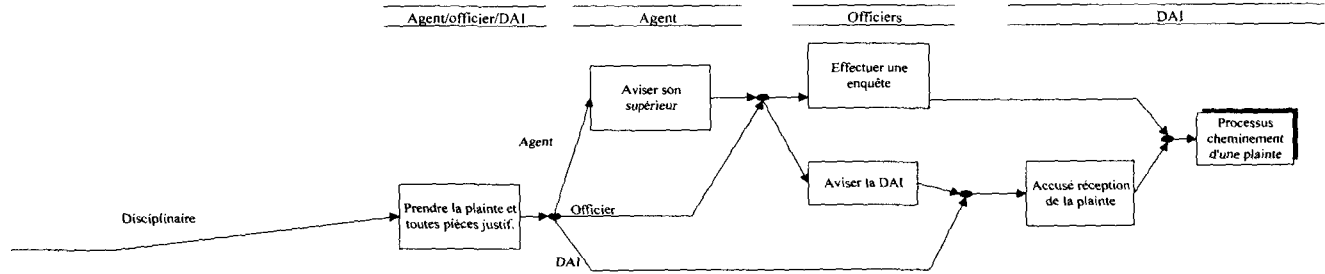 Agent/officier/DAI
Agent
Officiers
DAI
Aviser son
supérieur
Effectuer une
enquête
Processus
cheminement
d'une plainte
Agent
Aviser la DAI
Accusé réception
de la plainte
Disciplinaire
Prendre la plainte et
toutes pièces justif.
Officier
DAI